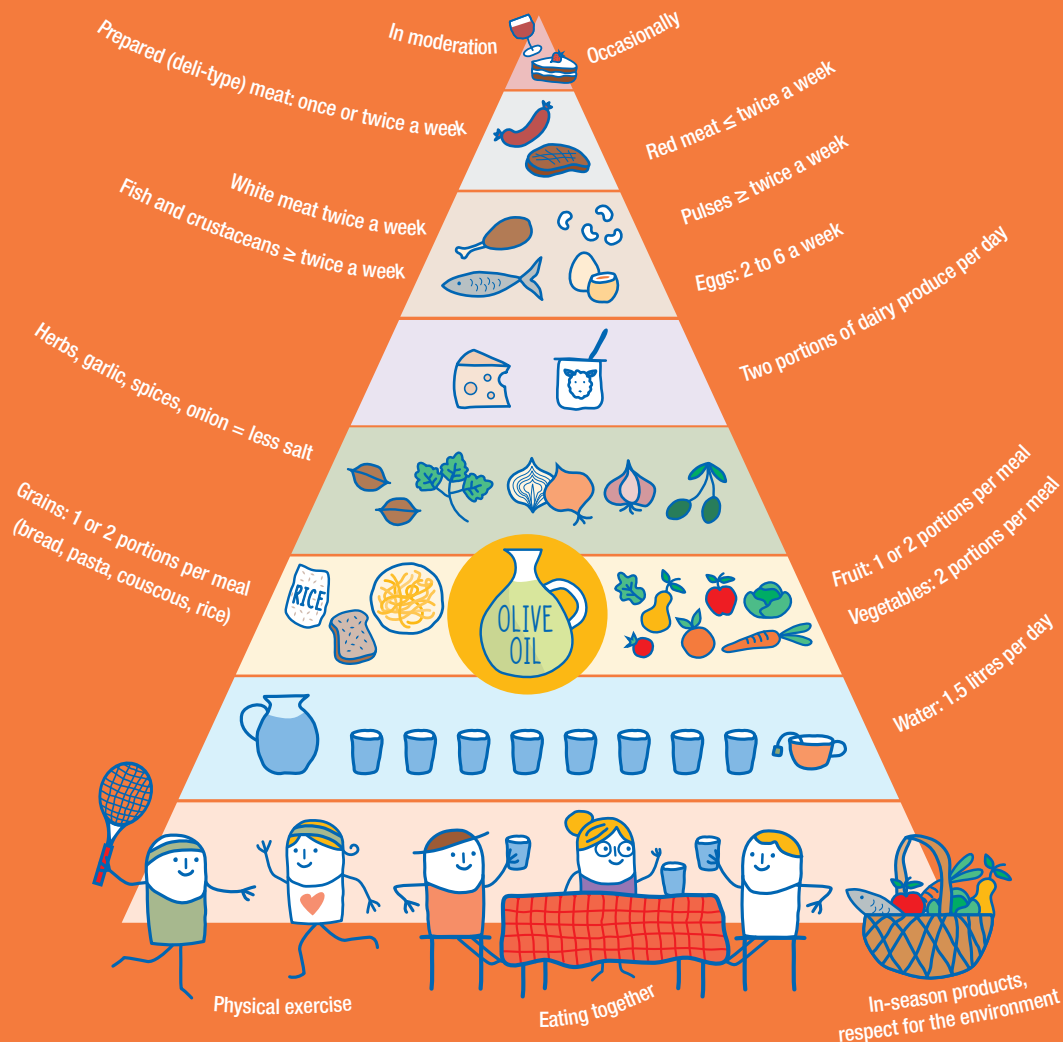 In moderation
Occasionally
Prepared (deli-type) meat: once or twice a week
Red meat ≤ twice a week
White meat twice a week
Pulses ≥ twice a week
Fish and crustaceans ≥ twice a week
Eggs: 2 to 6 a week
Two portions of dairy produce per day
Herbs, garlic, spices, onion = less salt
Grains: 1 or 2 portions per meal
(bread, pasta, couscous, rice)
RICE
OLIVE
OIL
Fruit: 1 or 2 portions per meal
Vegetables: 2 portions per meal
Water: 1.5 litres per day
Physical exercise
Eating together
In-season products,
respect for the environment